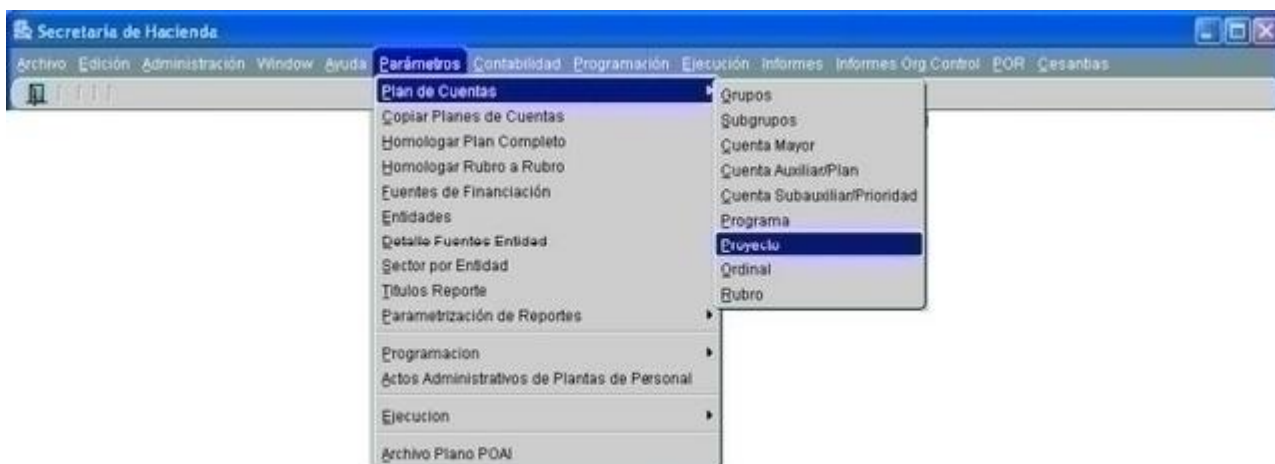 Secretaría de Hacienda
Archivo Edición Administración Window Ayuda Parámetros Contabilidad Programación Ejecución Informes Informes Org.Control POR Cesantias
Plan de Cuentas
Copiar Planes de Cuentas
Homologar Plan Completo
Homologar Rubro a Rubro
Fuentes de Financiación
Entidades
Detalle Fuentes Entidad
Sector por Entidad
Titulos Reporte
Parametrización de Reportes
Programacion
Actos Administrativos de Plantas de Personal
Ejecucion
Archivo Plano POAI
Grupos
Subgrupos
Cuenta Mayor
Cuenta Auxiliar/Plan
Cuenta Subauxiliar/Prioridad
Programa
Proyecto
Ordinal
Rubro